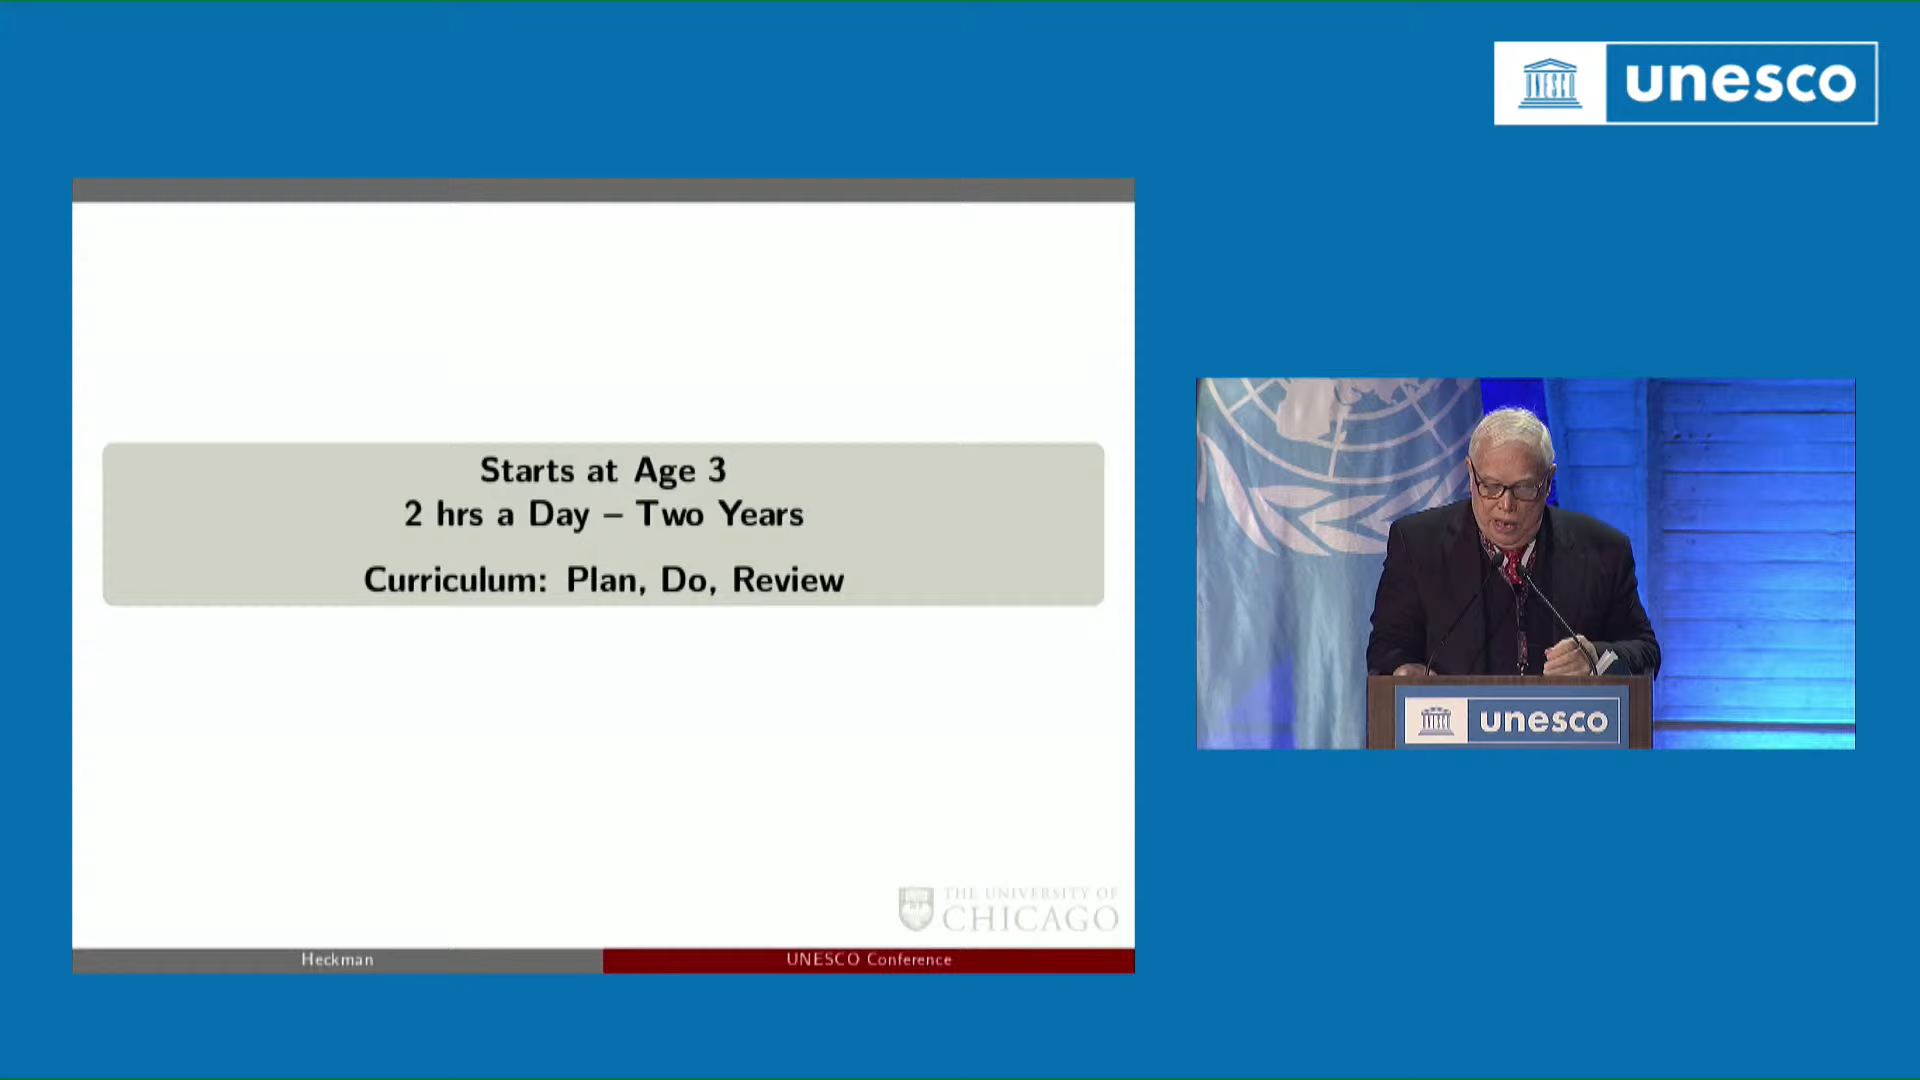 UNESCO
unesco
Starts at Age 3
2 hrs a Day – Two Years
Curriculum: Plan, Do, Review
THE UNIVERSITY OF
CHICAGO
Heckman
UNESCO Conference
unesco